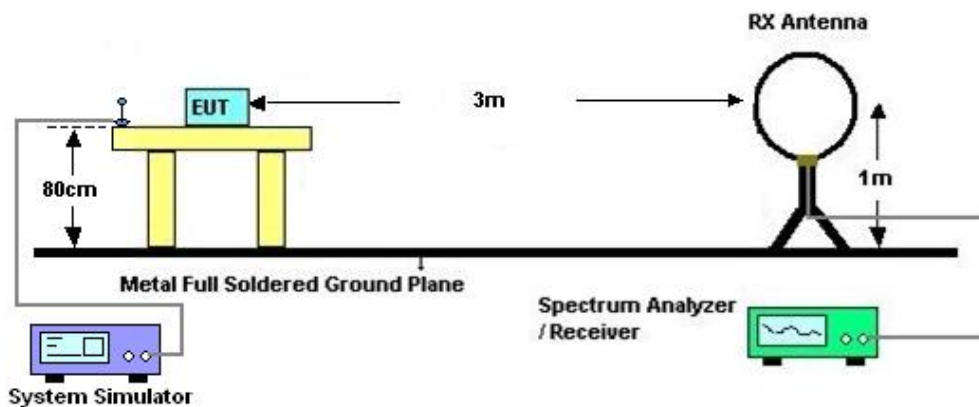 RX Antenna
EUT
3m
80cm
1m
Metal Full Soldered Ground Plane
Spectrum Analyzer
/ Receiver
System Simulator